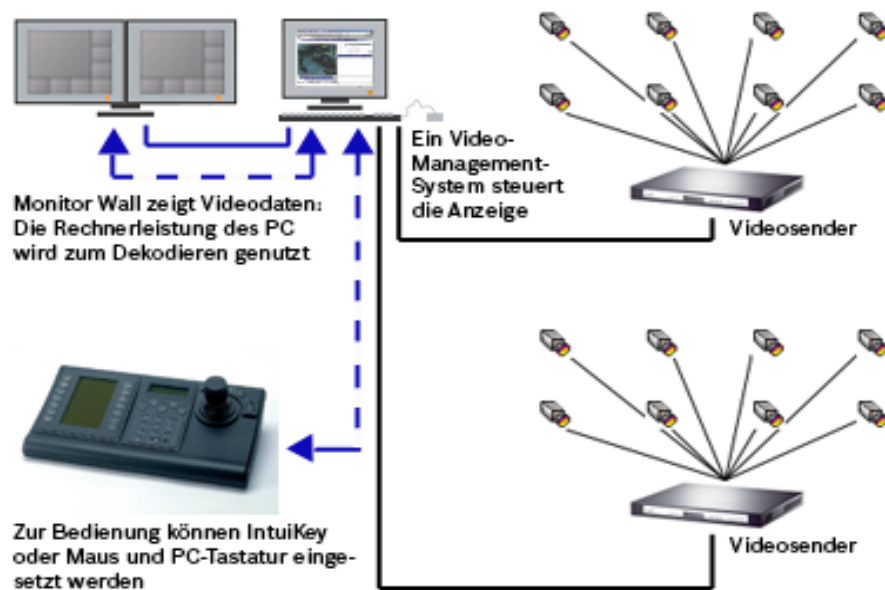 Monitor Wall zeigt Videodaten:
Die Rechnerleistung des PC
wird zum Dekodieren genutzt
Ein Video-
Management-
System steuert
die Anzeige
Videosender
Zur Bedienung können IntuiKey
oder Maus und PC-Tastatur einge-
setzt werden
Videosender